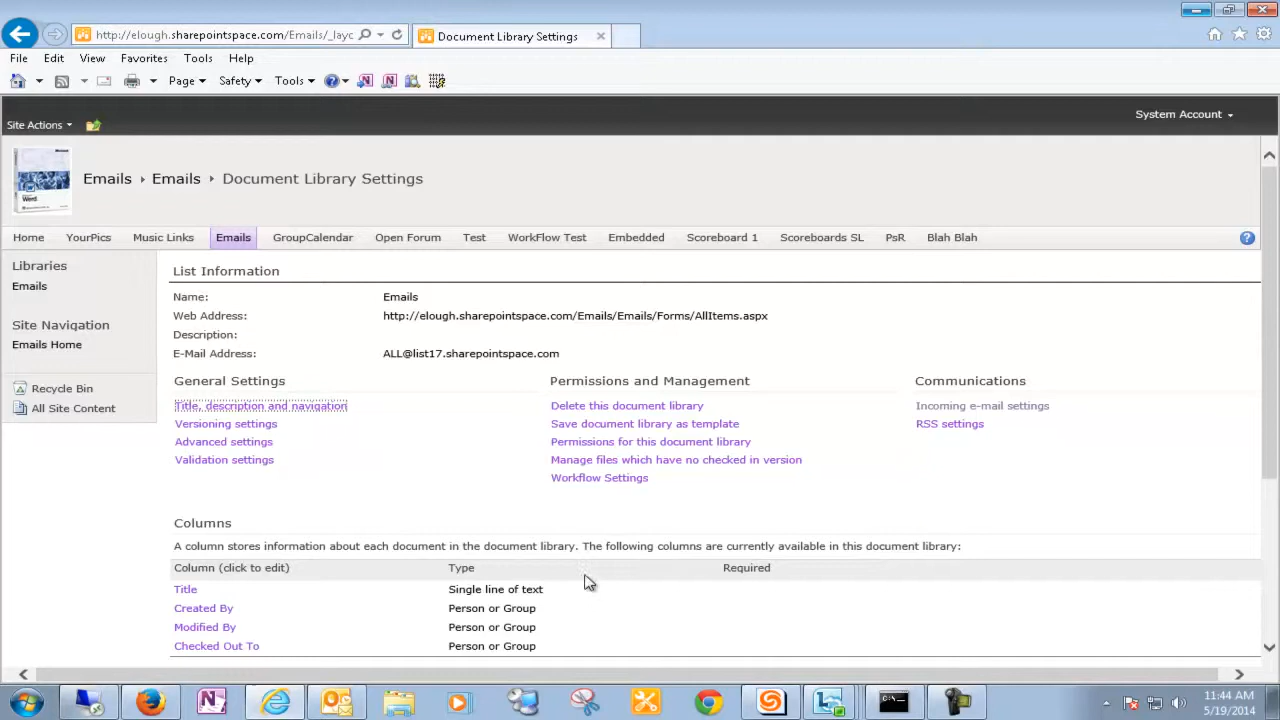 http://elough.sharepointspace.com/Emails/_layc
Document Library Settings
File Edit View Favorites Tools Help
Page Safety Tools
System Account
Site Actions
Microsoft
Word
Emails Emails Document Library Settings
Home YourPics Music Links Emails GroupCalendar Open Forum Test WorkFlow Test Embedded Scoreboard 1 Scoreboards SL PsR Blah Blah
Libraries
Emails
Site Navigation
Emails Home
Recycle Bin
All Site Content
List Information
Name: Emails
Web Address: http://elough.sharepointspace.com/Emails/Emails/Forms/AllItems.aspx
Description:
E-Mail Address: ALL@list17.sharepointspace.com
General Settings
Title, description and navigation
Versioning settings
Advanced settings
Validation settings
Permissions and Management
Delete this document library
Save document library as template
Permissions for this document library
Manage files which have no checked in version
Workflow Settings
Communications
Incoming e-mail settings
RSS settings
Columns
A column stores information about each document in the document library. The following columns are currently available in this document library:
Column (click to edit) Type Required
Title Single line of text
Created By Person or Group
Modified By Person or Group
Checked Out To Person or Group
11:44 AM
5/19/2014